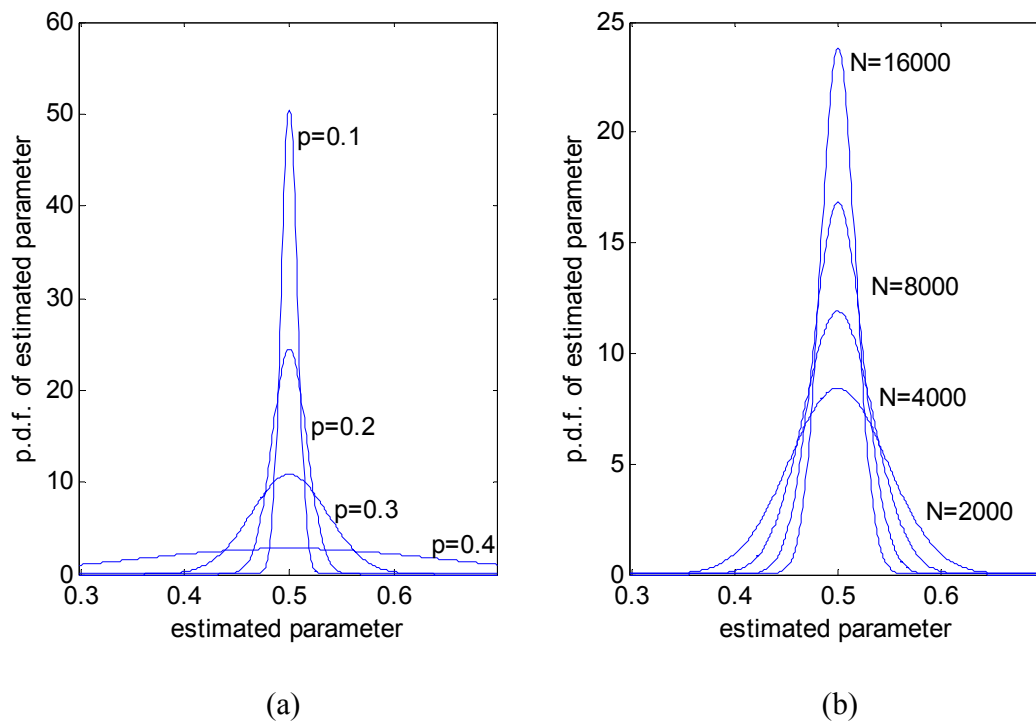 60
50
40
30
20
10
0
p.d.f. of estimated parameter
p=0.1
p=0.2
p=0.3
p=0.4
0.3 0.4 0.5 0.6
estimated parameter
(a)
25
20
15
10
5
0
p.d.f. of estimated parameter
N=16000
N=8000
N=4000
N=2000
0.3 0.4 0.5 0.6
estimated parameter
(b)